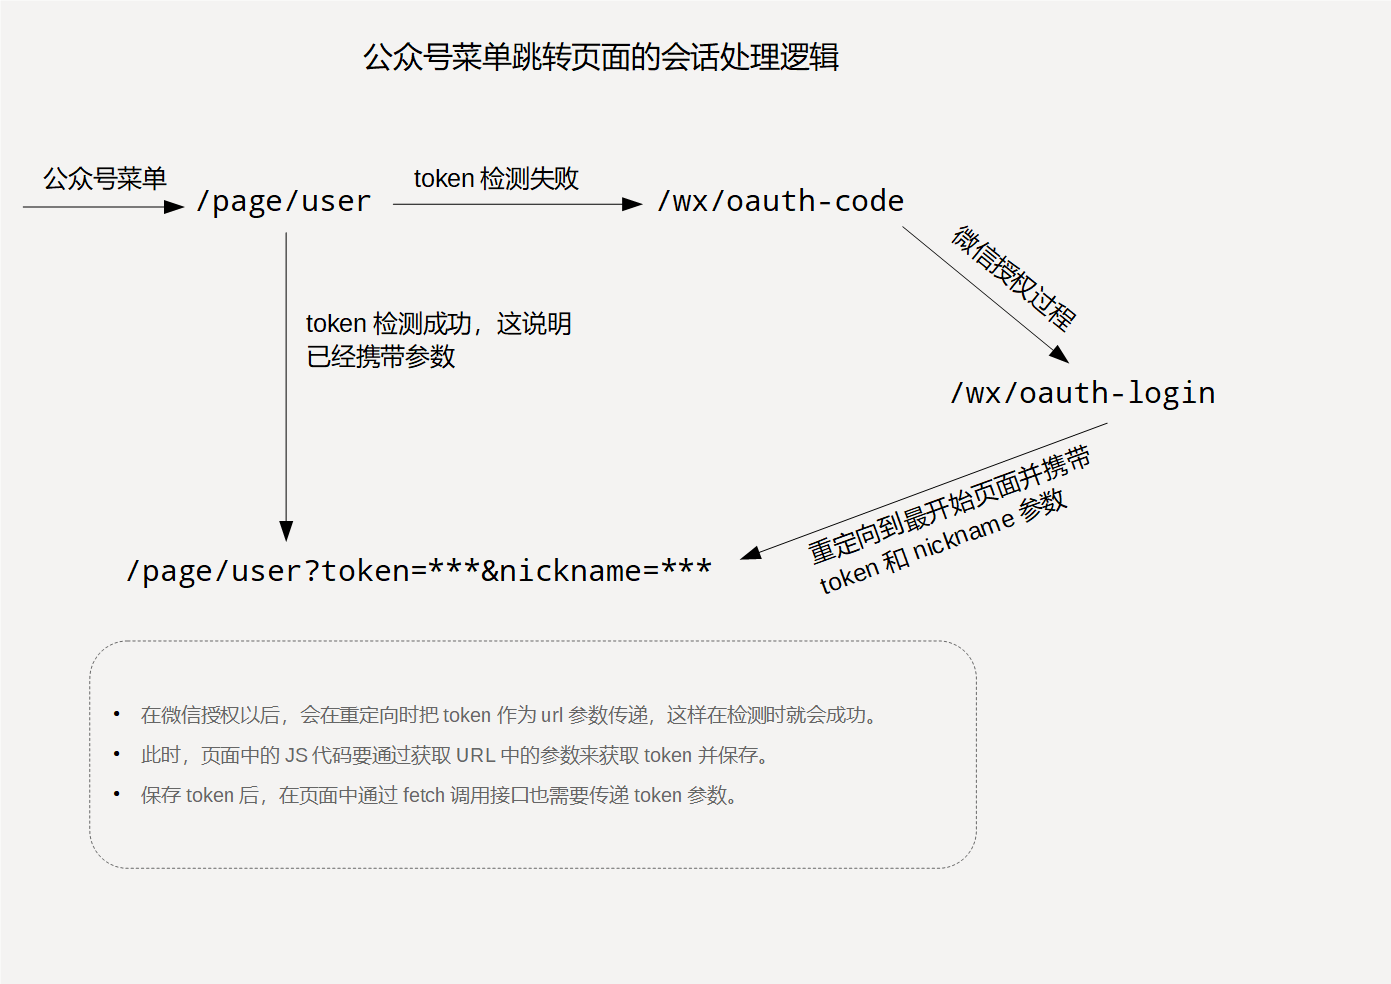 公众号菜单跳转页面的会话处理逻辑
公众号菜单
/page/user
token 检测失败
/wx/oauth-code
微信授权过程
token 检测成功，这说明
已经携带参数
/wx/oauth-login
重定向到最开始页面并携带
token 和 nickname 参数
/page/user?token=***&nickname=***
• 在微信授权以后，会在重定向时把 token 作为 url 参数传递，这样在检测时就会成功。
• 此时，页面中的 JS 代码要通过获取 URL 中的参数来获取 token 并保存。
• 保存 token 后，在页面中通过 fetch 调用接口也需要传递 token 参数。